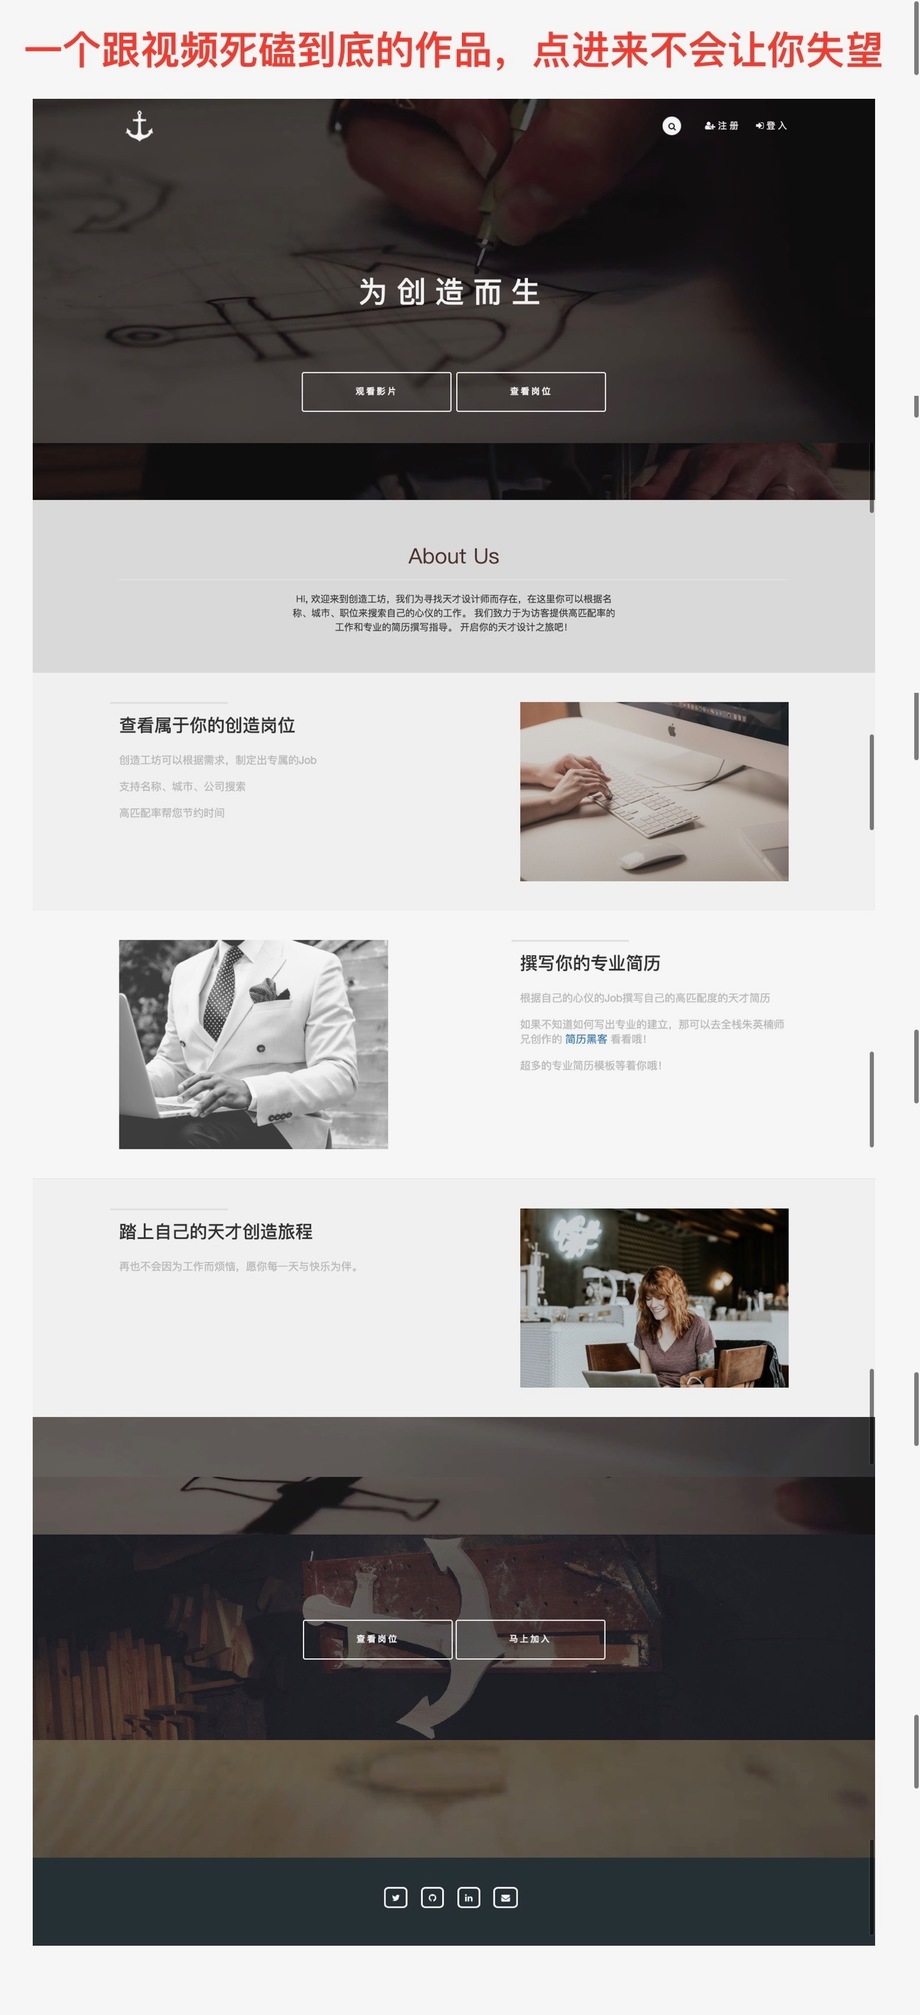 一个跟视频死磕到底的作品，点进来不会让你失望
注册 登入
为创造而生
观看影片 查看岗位
About Us
Hi, 欢迎来到创造工坊，我们为寻找天才设计师而存在，在这里你可以根据名
称、城市、职位来搜索自己的心仪的工作。 我们致力于为访客提供高匹配率的
工作和专业的简历撰写指导。 开启你的天才设计之旅吧！
查看属于你的创造岗位
创造工坊可以根据需求，制定出专属的Job
支持名称、城市、公司搜索
高匹配率帮您节约时间
撰写你的专业简历
根据自己的心仪的Job撰写自己的高匹配度的天才简历
如果不知道如何写出专业的建立，那可以去全栈朱英楠师
兄创作的 简历黑客 看看哦！
超多的专业简历模板等着你哦！
踏上自己的天才创造旅程
再也不会因为工作而烦恼，愿你每一天与快乐为伴。
查看岗位 马上加入